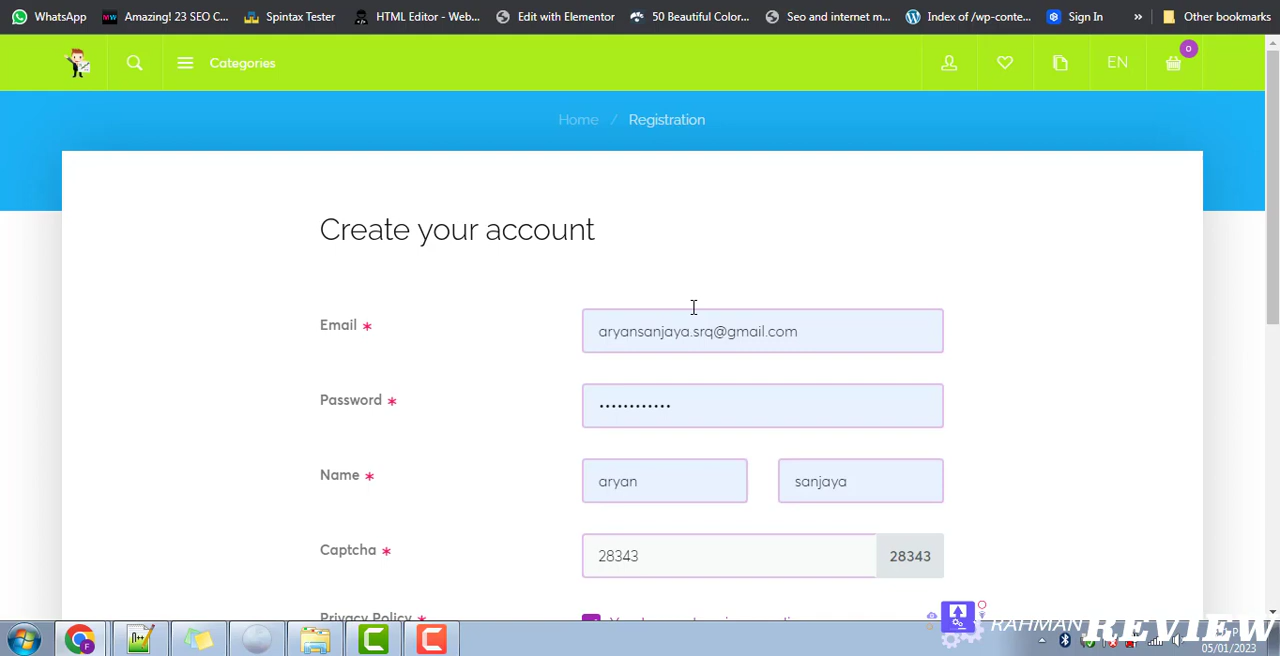 WhatsApp Amazing! 23 SEO C... Spintax Tester HTML Editor - Web... Edit with Elementor 50 Beautiful Color... Seo and internet m... Index of /wp-conte... Sign In » Other bookmarks
Categories EN 0
Home / Registration
Create your account
Email * aryansanjaya.srq@gmail.com
Password * ••••••••••••
Name * aryan sanjaya
Captcha * 28343 28343
Privacy Policy *
RAHMAN REVIEW
05/01/2023